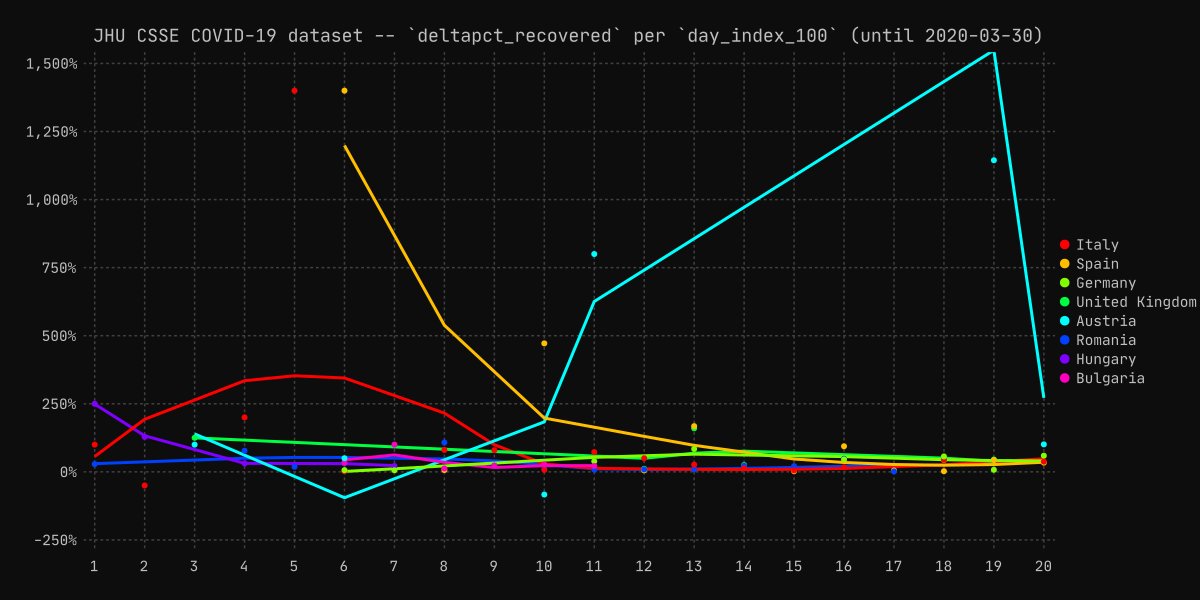 JHU CSSE COVID-19 dataset -- `deltapct_recovered` per `day_index_100` (until 2020-03-30)
1,500%
1,250%
1,000%
750%
500%
250%
0%
-250%
1 2 3 4 5 6 7 8 9 10 11 12 13 14 15 16 17 18 19 20
Italy
Spain
Germany
United Kingdom
Austria
Romania
Hungary
Bulgaria